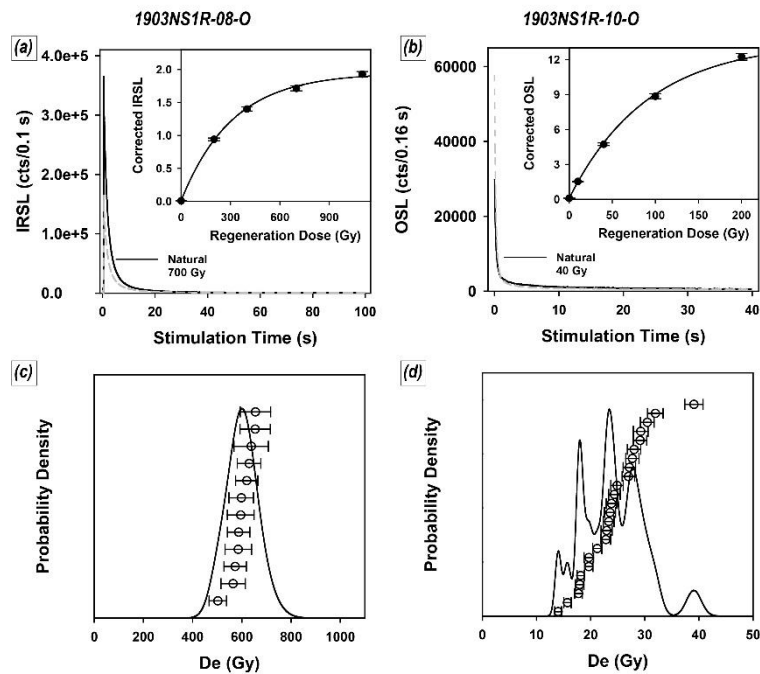 1903NS1R-08-O
1903NS1R-10-O
(a)
4.0e+5
3.0e+5
2.0e+5
1.0e+5
0.0
IRSL (cts/0.1 s)
0 20 40 60 80 100
Stimulation Time (s)
2.0
1.5
1.0
0.5
0.0
Corrected IRSL
0 300 600 900
Regeneration Dose (Gy)
Natural
700 Gy
(b)
60000
40000
20000
0
OSL (cts/0.16 s)
0 10 20 30 40
Stimulation Time (s)
12
9
6
3
0
Corrected OSL
0 50 100 150 200
Regeneration Dose (Gy)
Natural
40 Gy
(c)
Probability Density
0 200 400 600 800 1000
De (Gy)
(d)
Probability Density
0 10 20 30 40 50
De (Gy)